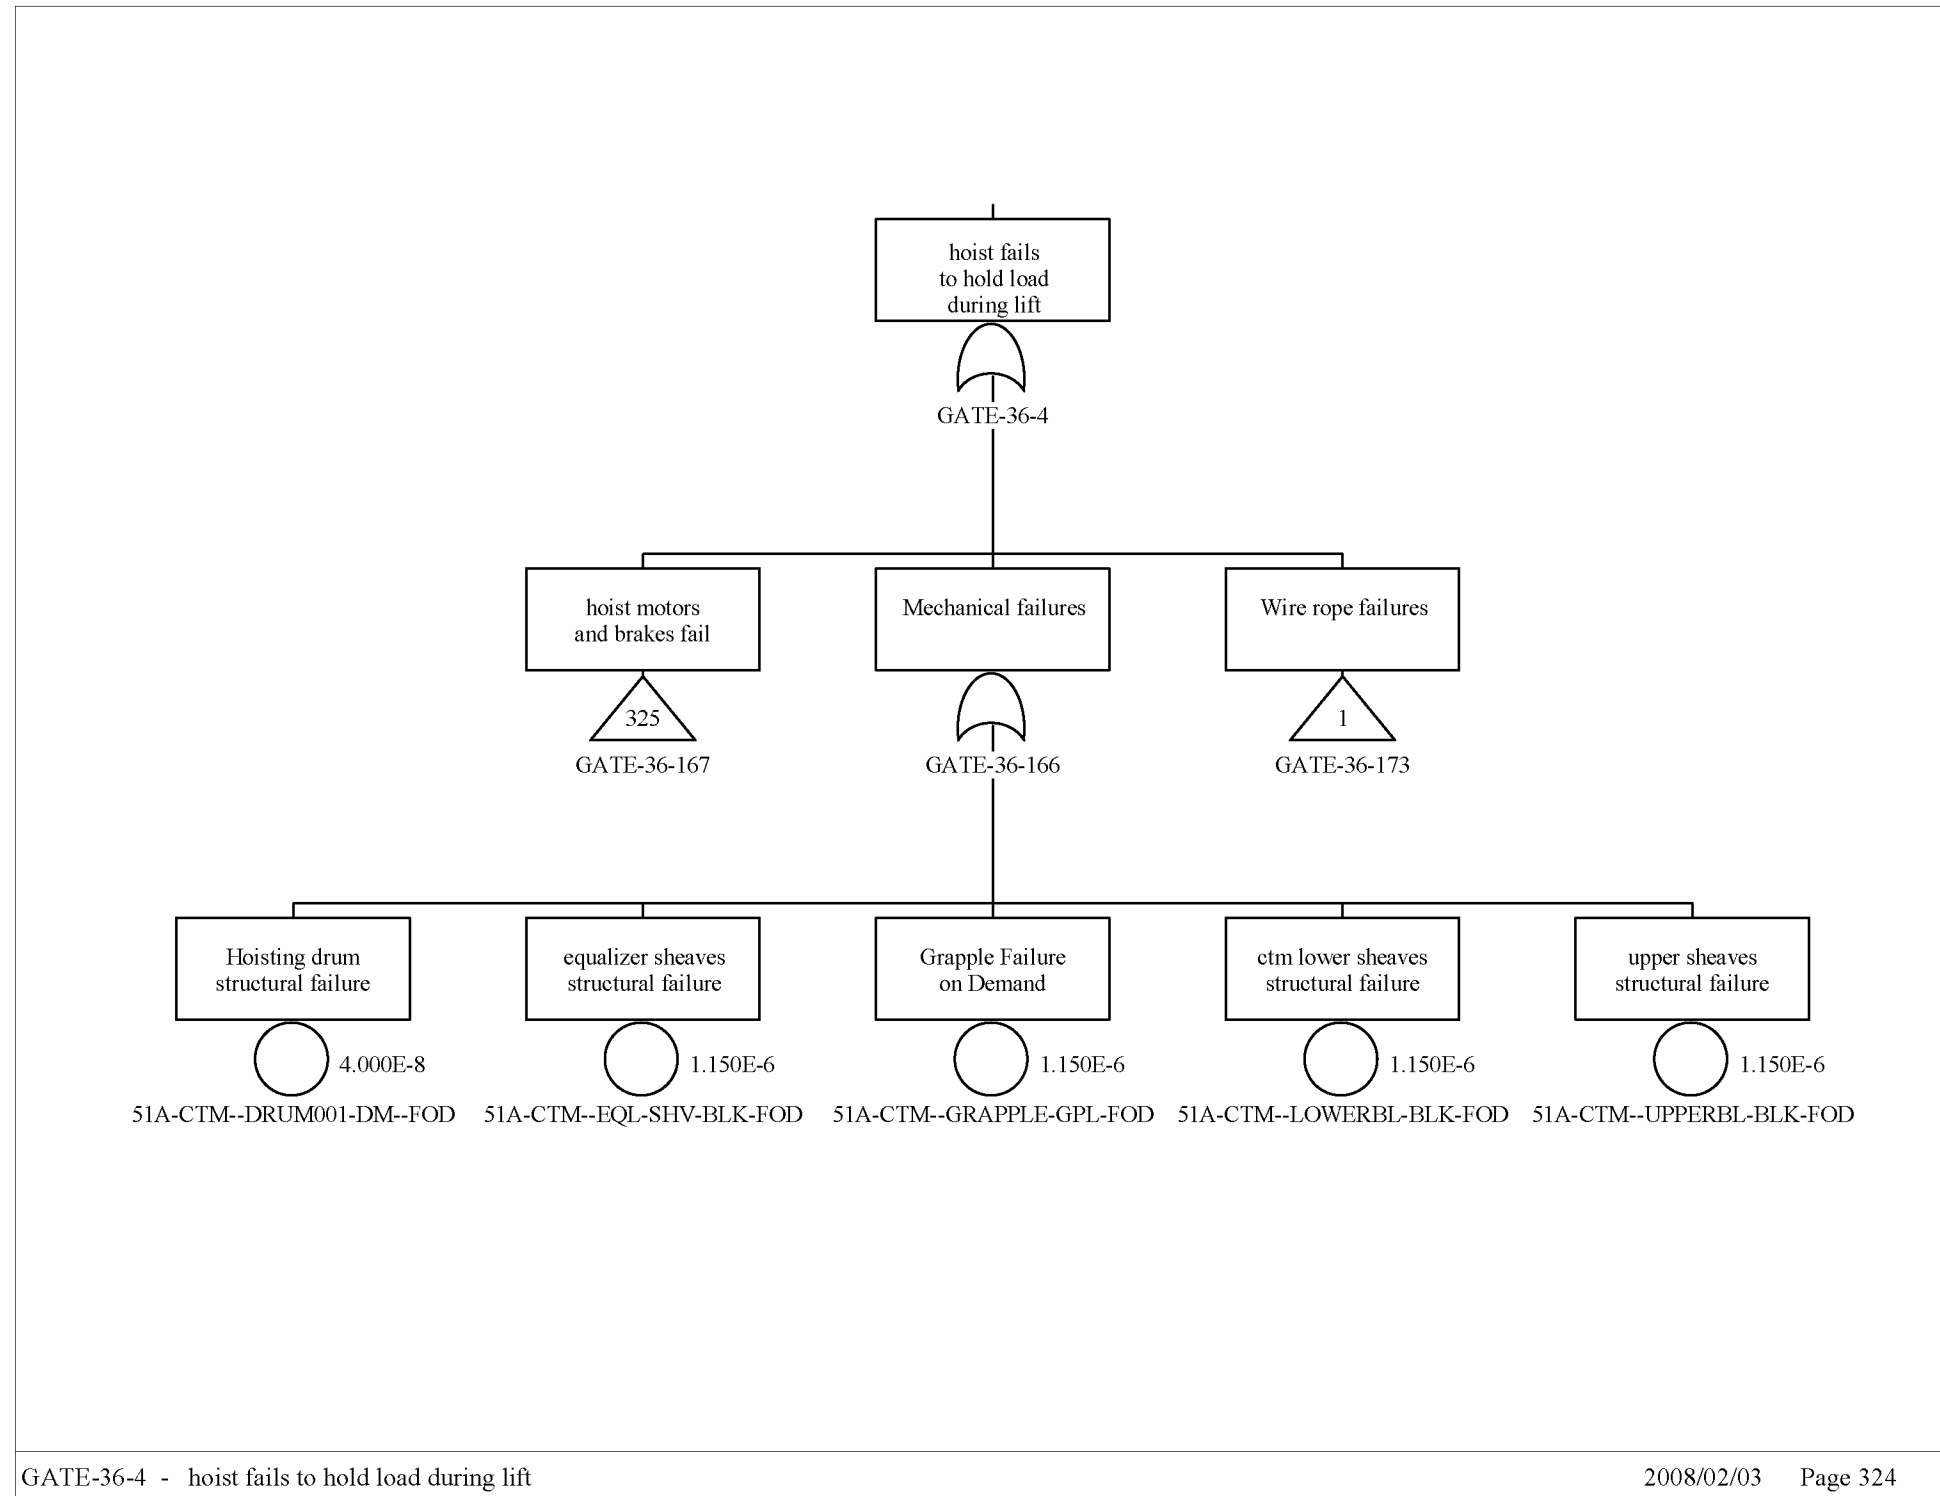 hoist fails
to hold load
during lift
GATE-36-4
hoist motors
and brakes fail
325
GATE-36-167
Mechanical failures
GATE-36-166
Wire rope failures
1
GATE-36-173
Hoisting drum
structural failure
4.000E-8
51A-CTM--DRUM001-DM--FOD
equalizer sheaves
structural failure
1.150E-6
51A-CTM--EQL-SHV-BLK-FOD
Grapple Failure
on Demand
1.150E-6
51A-CTM--GRAPPLE-GPL-FOD
ctm lower sheaves
structural failure
1.150E-6
51A-CTM--LOWERBL-BLK-FOD
upper sheaves
structural failure
1.150E-6
51A-CTM--UPPERBL-BLK-FOD
GATE-36-4 - hoist fails to hold load during lift
2008/02/03 Page 324